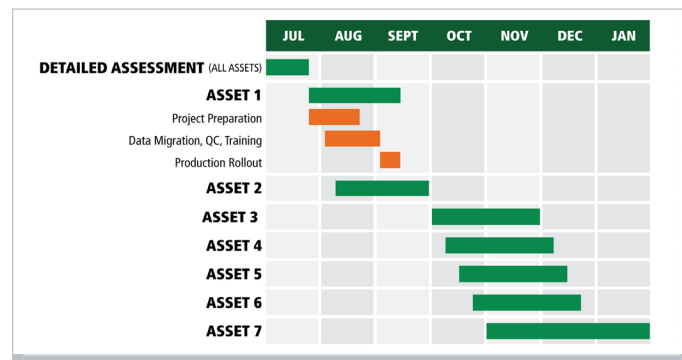 JUL AUG SEPT OCT NOV DEC JAN
DETAILED ASSESSMENT (ALL ASSETS)
ASSET 1
Project Preparation
Data Migration, QC, Training
Production Rollout
ASSET 2
ASSET 3
ASSET 4
ASSET 5
ASSET 6
ASSET 7